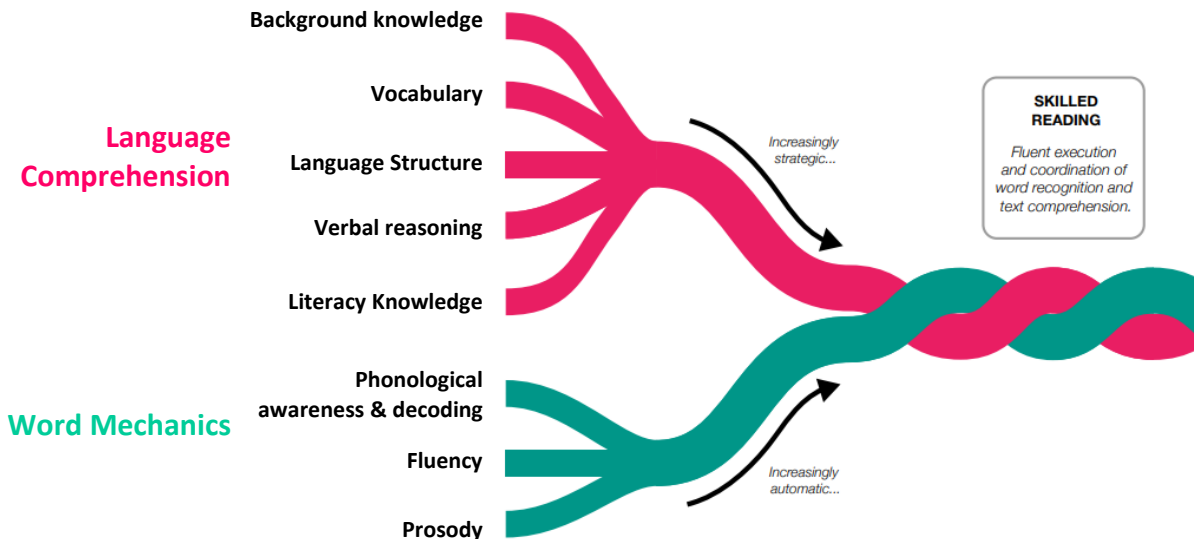 Background knowledge
Vocabulary
Language
Comprehension
Language Structure
Verbal reasoning
Literacy Knowledge
Increasingly
strategic...
SKILLED
READING
Fluent execution
and coordination of
word recognition and
text comprehension.
Word Mechanics
Phonological
awareness & decoding
Fluency
Prosody
Increasingly
automatic...